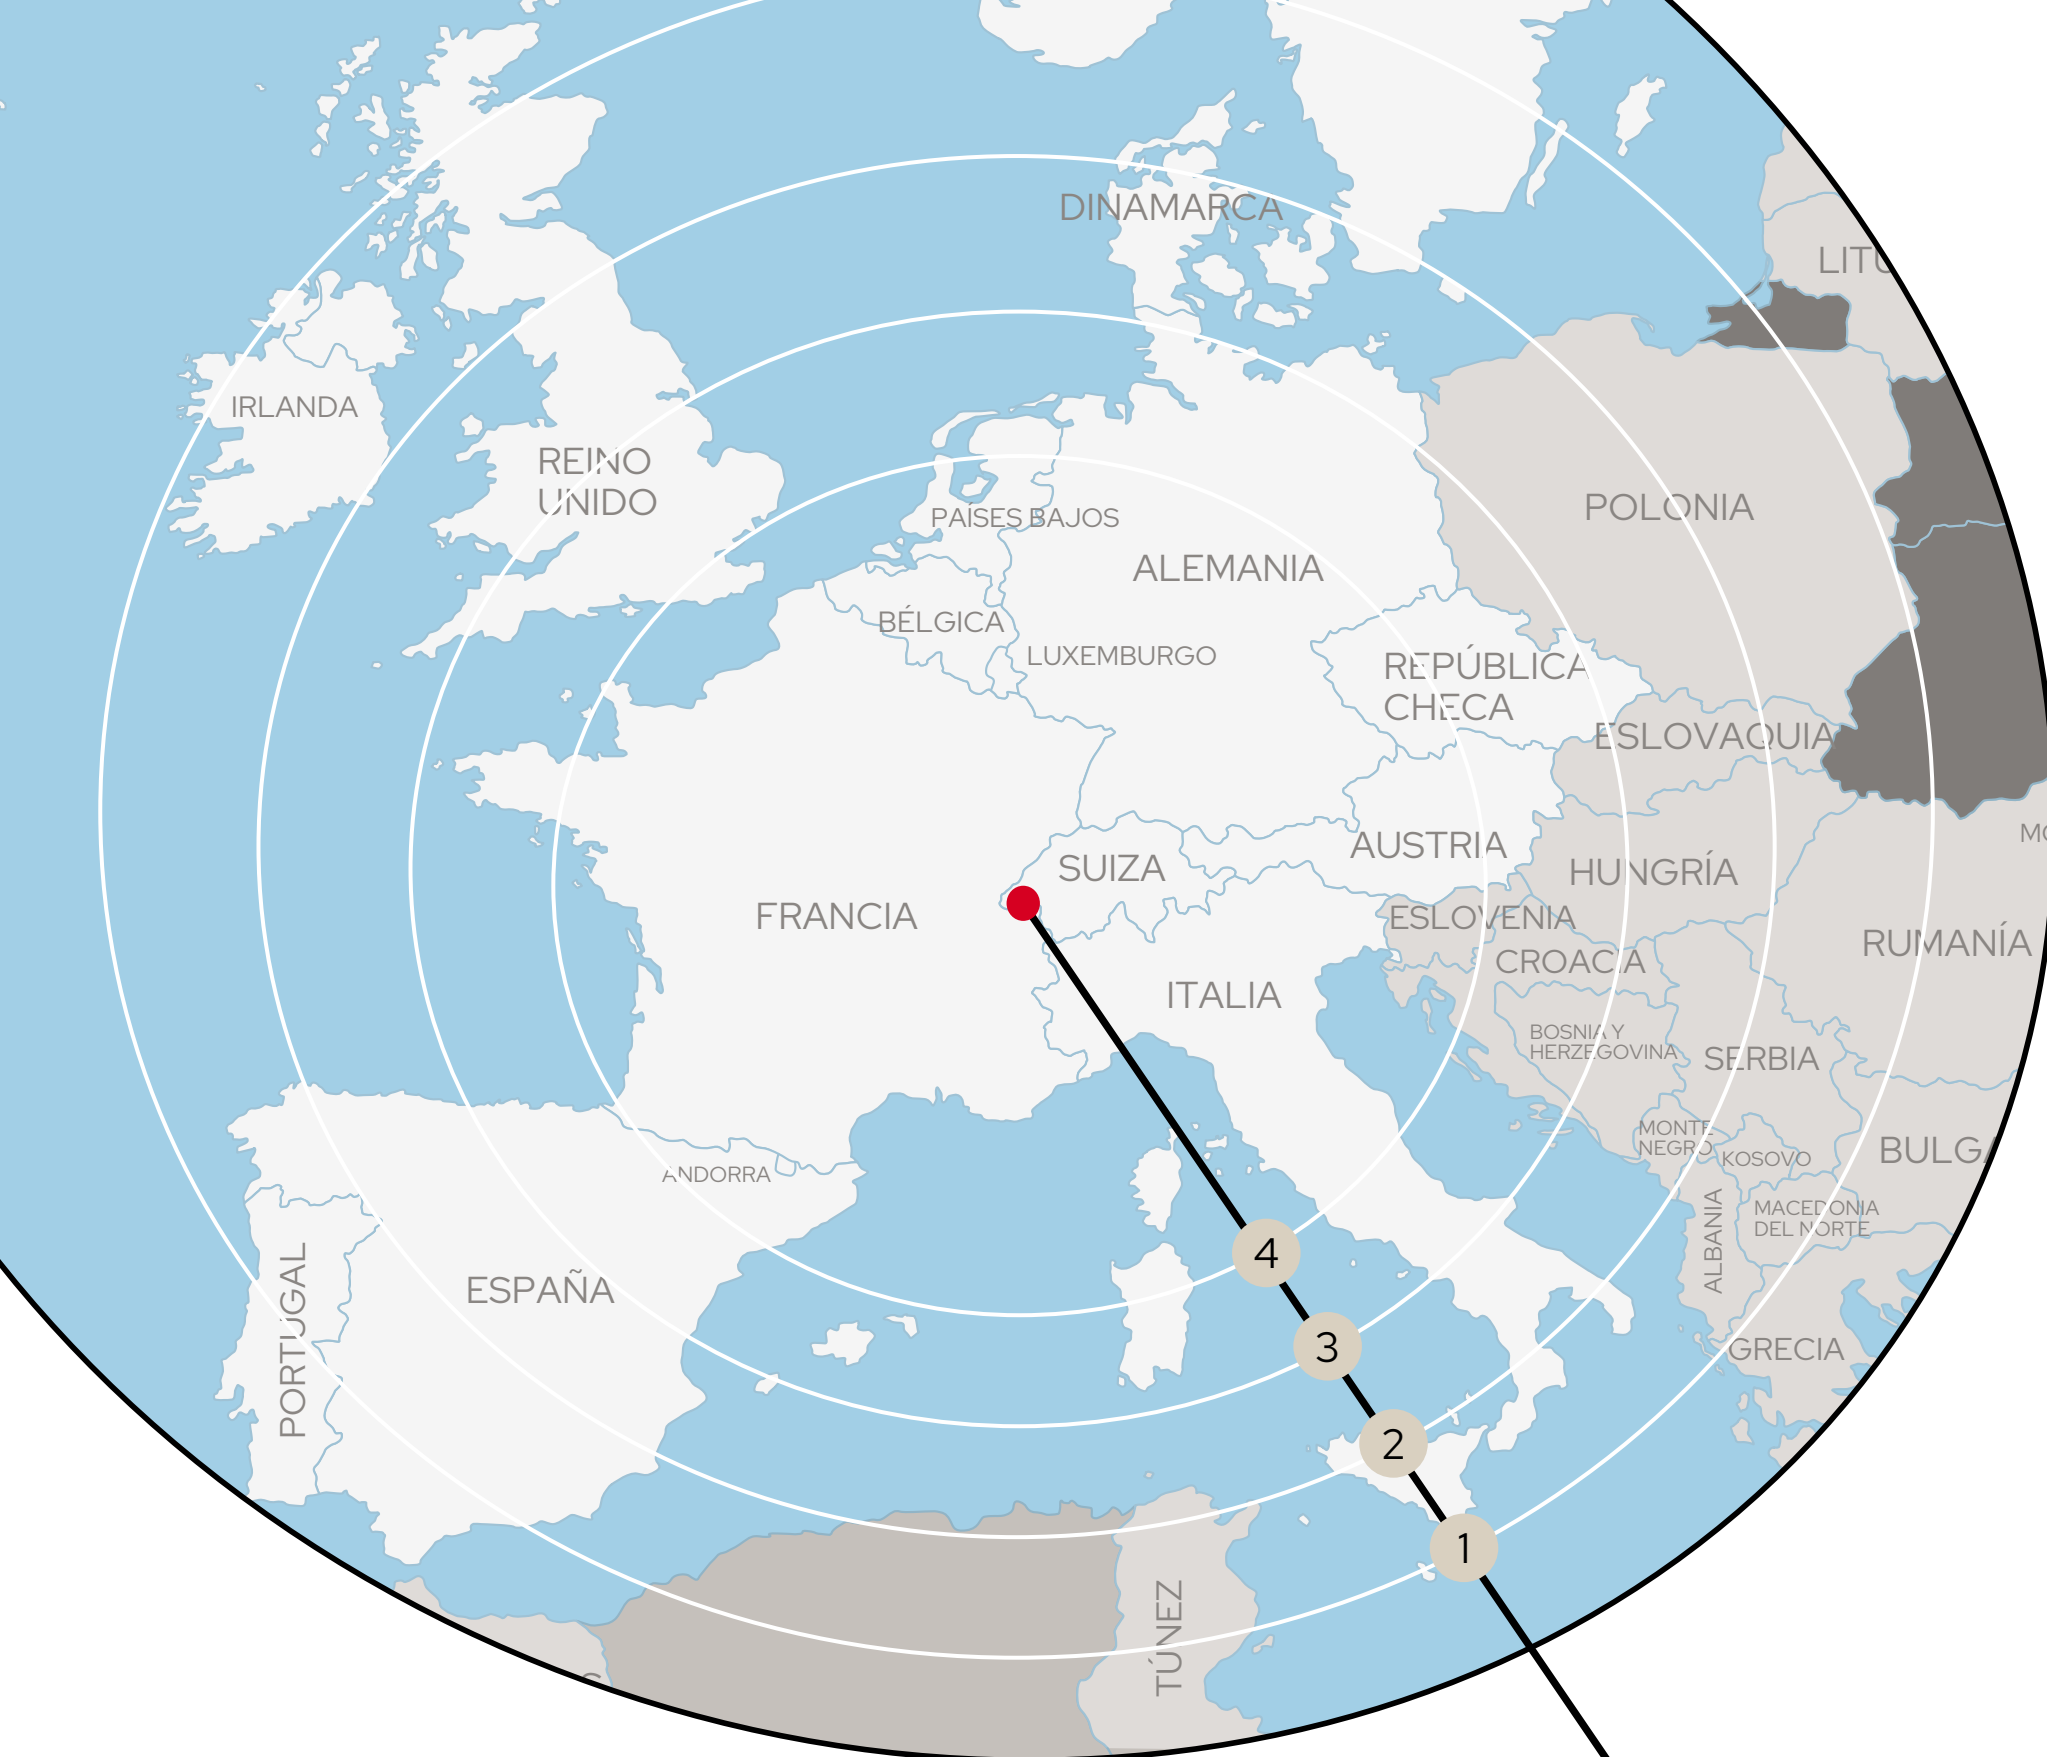 DINAMARCA
LITU
IRLANDA
REINO
UNIDO
POLONIA
PAÍSES BAJOS
ALEMANIA
BÉLGICA
LUXEMBURGO
REPÚBLICA
CHECA
ESLOVAQUIA
SUIZA
AUSTRIA
HUNGRÍA
FRANCIA
ESLOVENIA
CROACIA
RUMANÍA
ITALIA
BOSNIA Y
HERZEGOVINA
SERBIA
MONTE
NEGRO
KOSOVO
BULGA
ANDORRA
ALBANIA
MACEDONIA
DEL NORTE
4
ESPAÑA
PORTUGAL
3
GRECIA
2
1
TÚNEZ